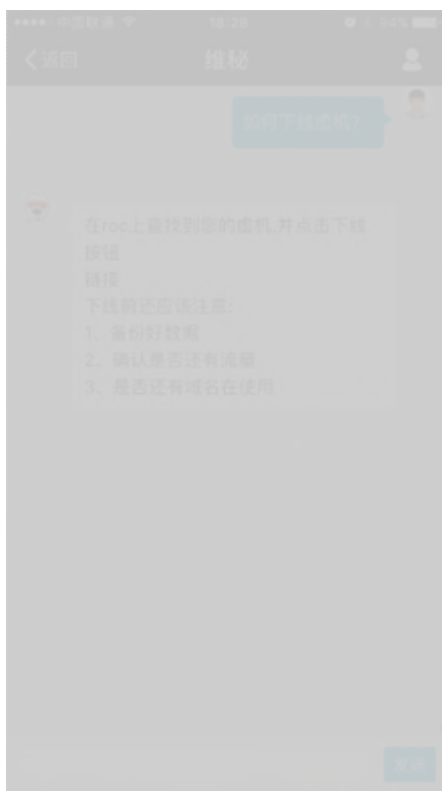 中国联通
18:28
84%
返回
维秘
如何下线虚机?
在roc上查找到您的虚机,并点击下线
按钮
链接
下线前还应该注意:
1、备份好数据
2、确认是否还有流量
3、是否还有域名在使用
发送